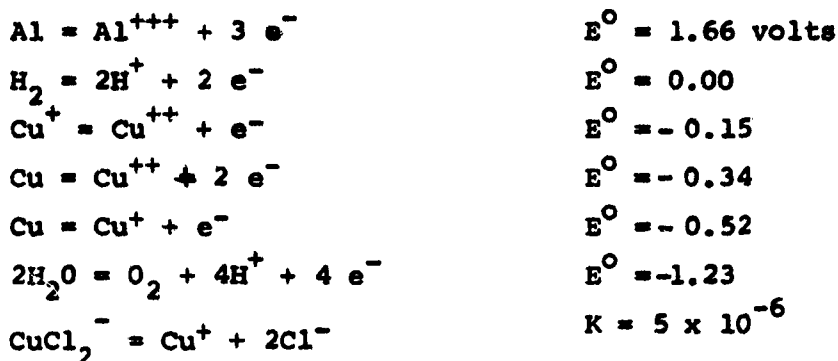 Al = Al⁺⁺⁺ + 3 e⁻ E° = 1.66 volts
H₂ = 2H⁺ + 2 e⁻ E° = 0.00
Cu⁺ = Cu⁺⁺ + e⁻ E° = - 0.15
Cu = Cu⁺⁺ + 2 e⁻ E° = - 0.34
Cu = Cu⁺ + e⁻ E° = - 0.52
2H₂O = O₂ + 4H⁺ + 4 e⁻ E° = -1.23
CuCl₂⁻ = Cu⁺ + 2Cl⁻ K = 5 x 10⁻⁶